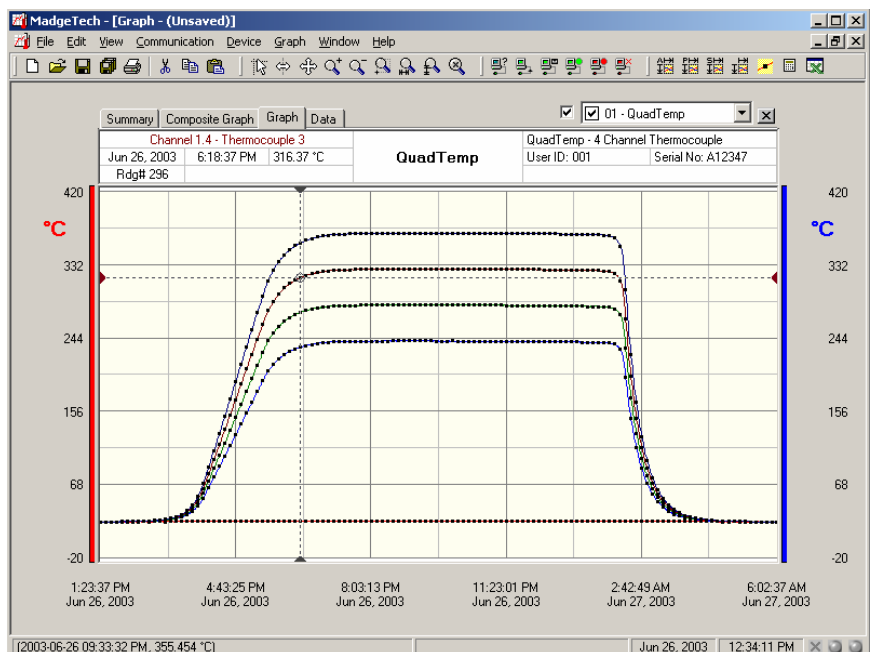 MadgeTech - [Graph - (Unsaved)]
File Edit View Communication Device Graph Window Help
Summary Composite Graph Graph Data
01 - QuadTemp
Channel 1.4 - Thermocouple 3
Jun 26, 2003 6:18:37 PM 316.37 °C
Rdg# 296
QuadTemp
QuadTemp - 4 Channel Thermocouple
User ID: 001 Serial No: A12347
420 420
°C °C
332 332
244 244
156 156
68 68
-20 -20
1:23:37 PM 4:43:25 PM 8:03:13 PM 11:23:01 PM 2:42:49 AM 6:02:37 AM
Jun 26, 2003 Jun 26, 2003 Jun 26, 2003 Jun 26, 2003 Jun 27, 2003 Jun 27, 2003
(2003-06-26 09:33:32 PM, 355.454 °C) Jun 26, 2003 12:34:11 PM